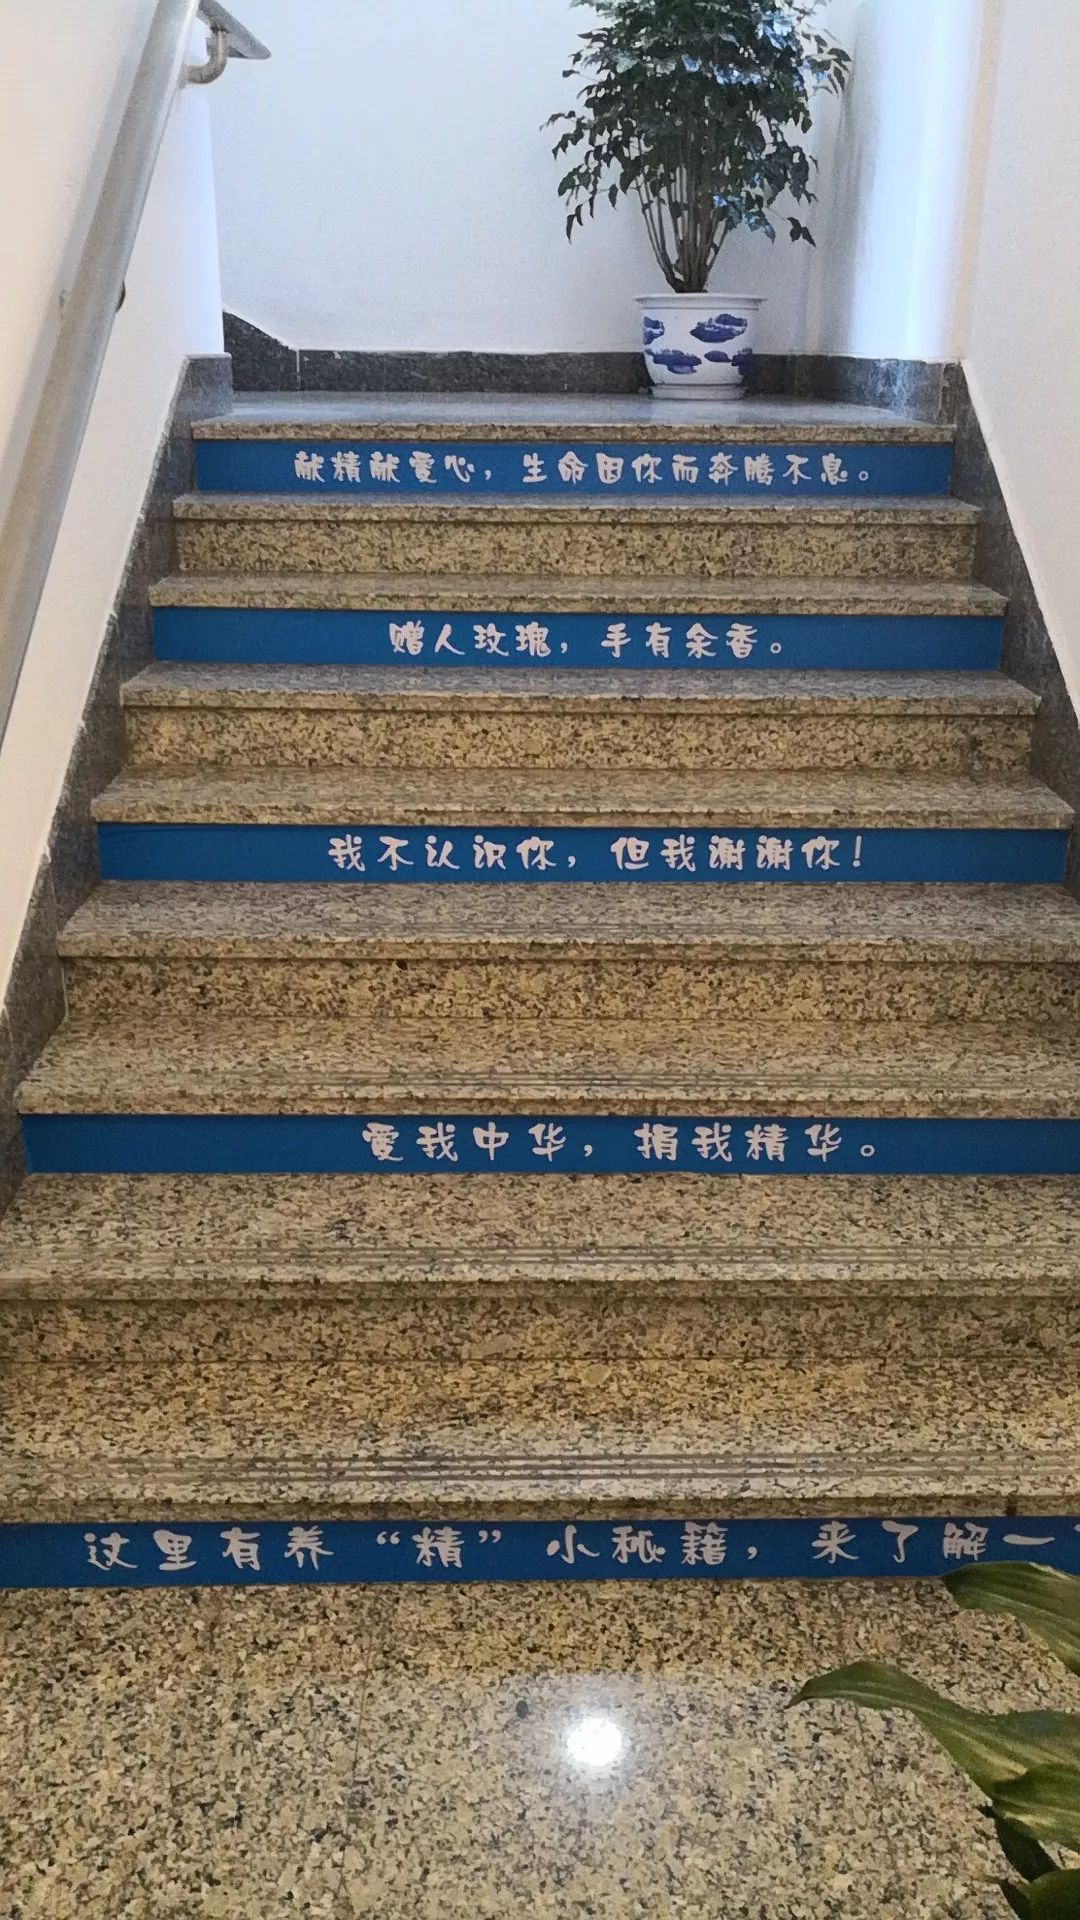 献精献爱心，生命因你而奔腾不息。
赠人玫瑰，手有余香。
我不认识你，但我谢谢你！
爱我中华，捐我精华。
这里有养“精”小秘籍，来了解一